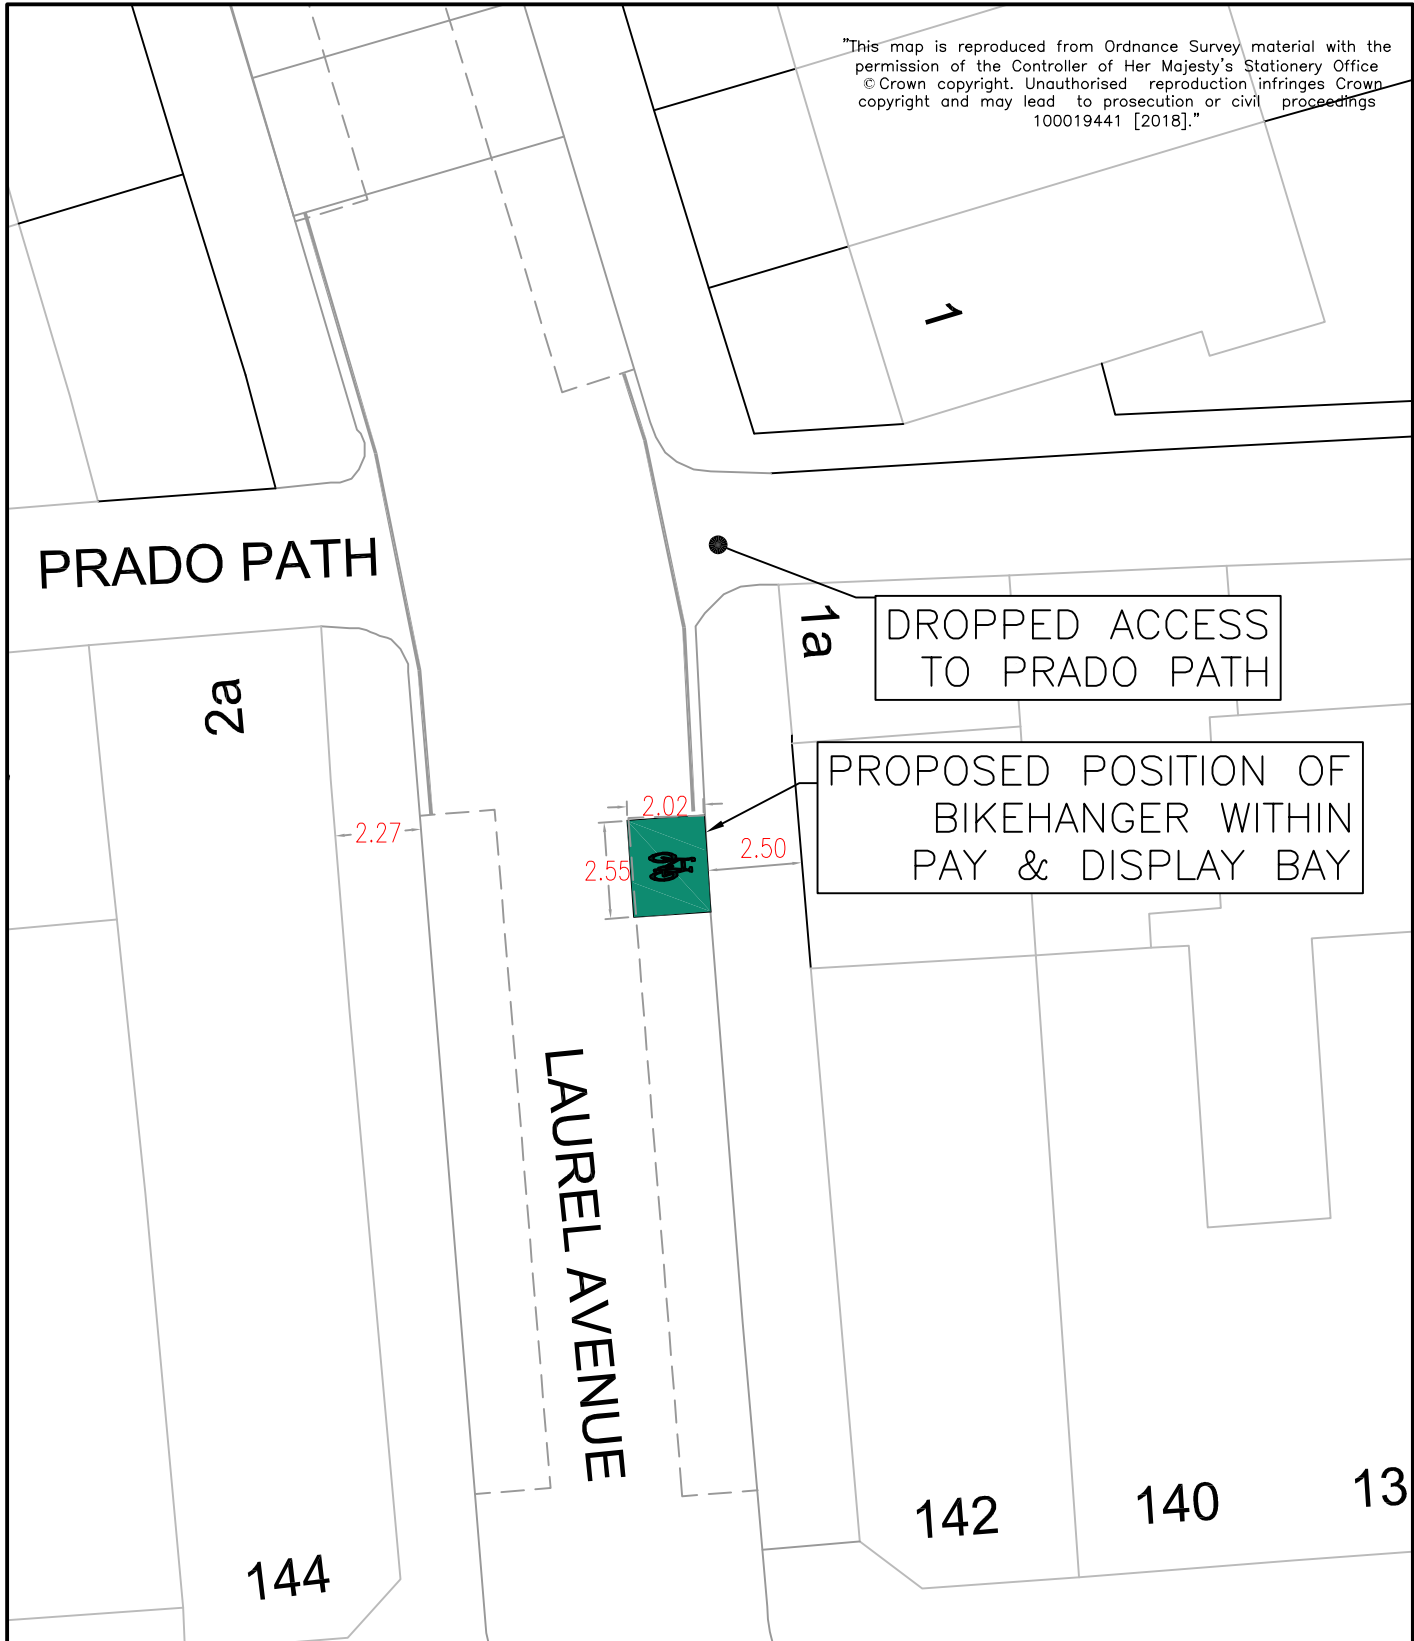 "This map is reproduced from Ordnance Survey material with the
permission of the Controller of Her Majesty's Stationery Office
© Crown copyright. Unauthorised reproduction infringes Crown
copyright and may lead to prosecution or civil proceedings
100019441 [2018]."
1
PRADO PATH
1a
DROPPED ACCESS
TO PRADO PATH
2a
PROPOSED POSITION OF
BIKEHANGER WITHIN
PAY & DISPLAY BAY
2.02
2.27
2.50
2.55
LAUREL AVENUE
142
140
13
144